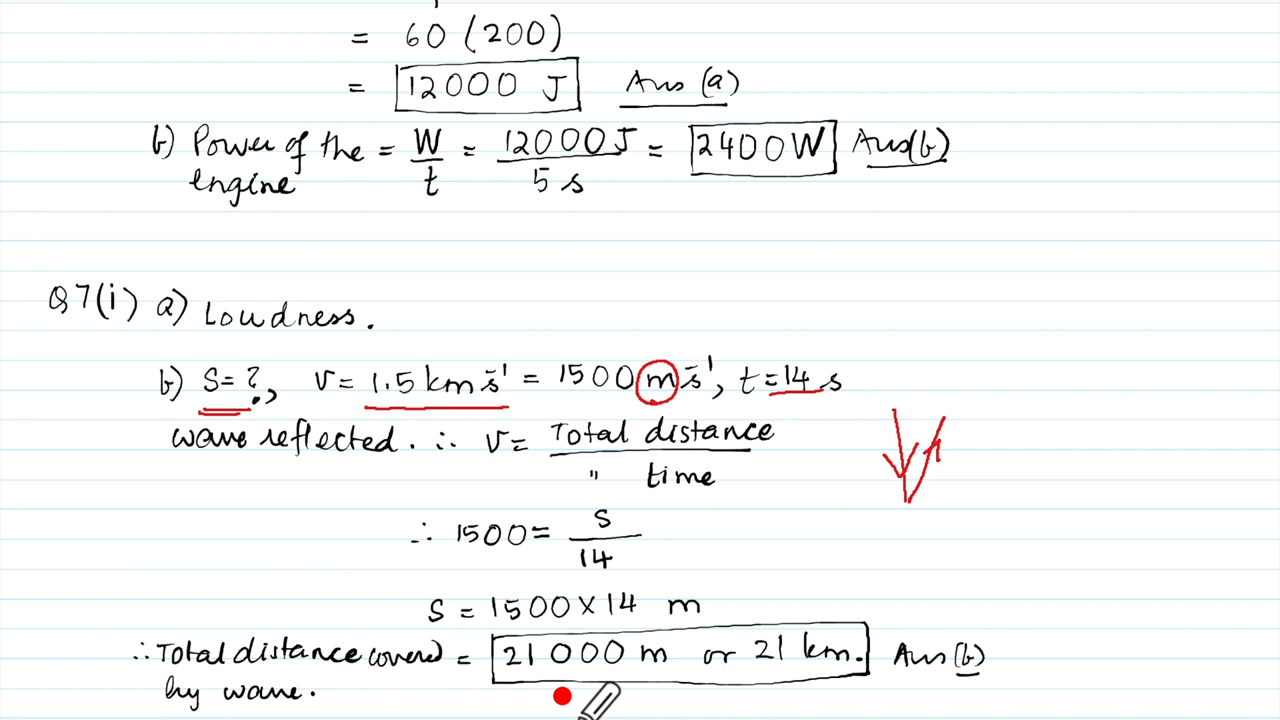 = 60 (200)
= 12000 J Ans (a)
b) Power of the = W/t = 12000J/5 s = 2400W Ans(b)
engine
Q7(i) a) Loudness.
b) S=?, v= 1.5 km s⁻¹ = 1500 m s⁻¹, t=14 s
wave reflected. ∴ v= Total distance
" time
∴ 1500= S/14
S = 1500×14 m
∴ Total distance covered = 21 000 m or 21 km. Ans (b)
by wave.